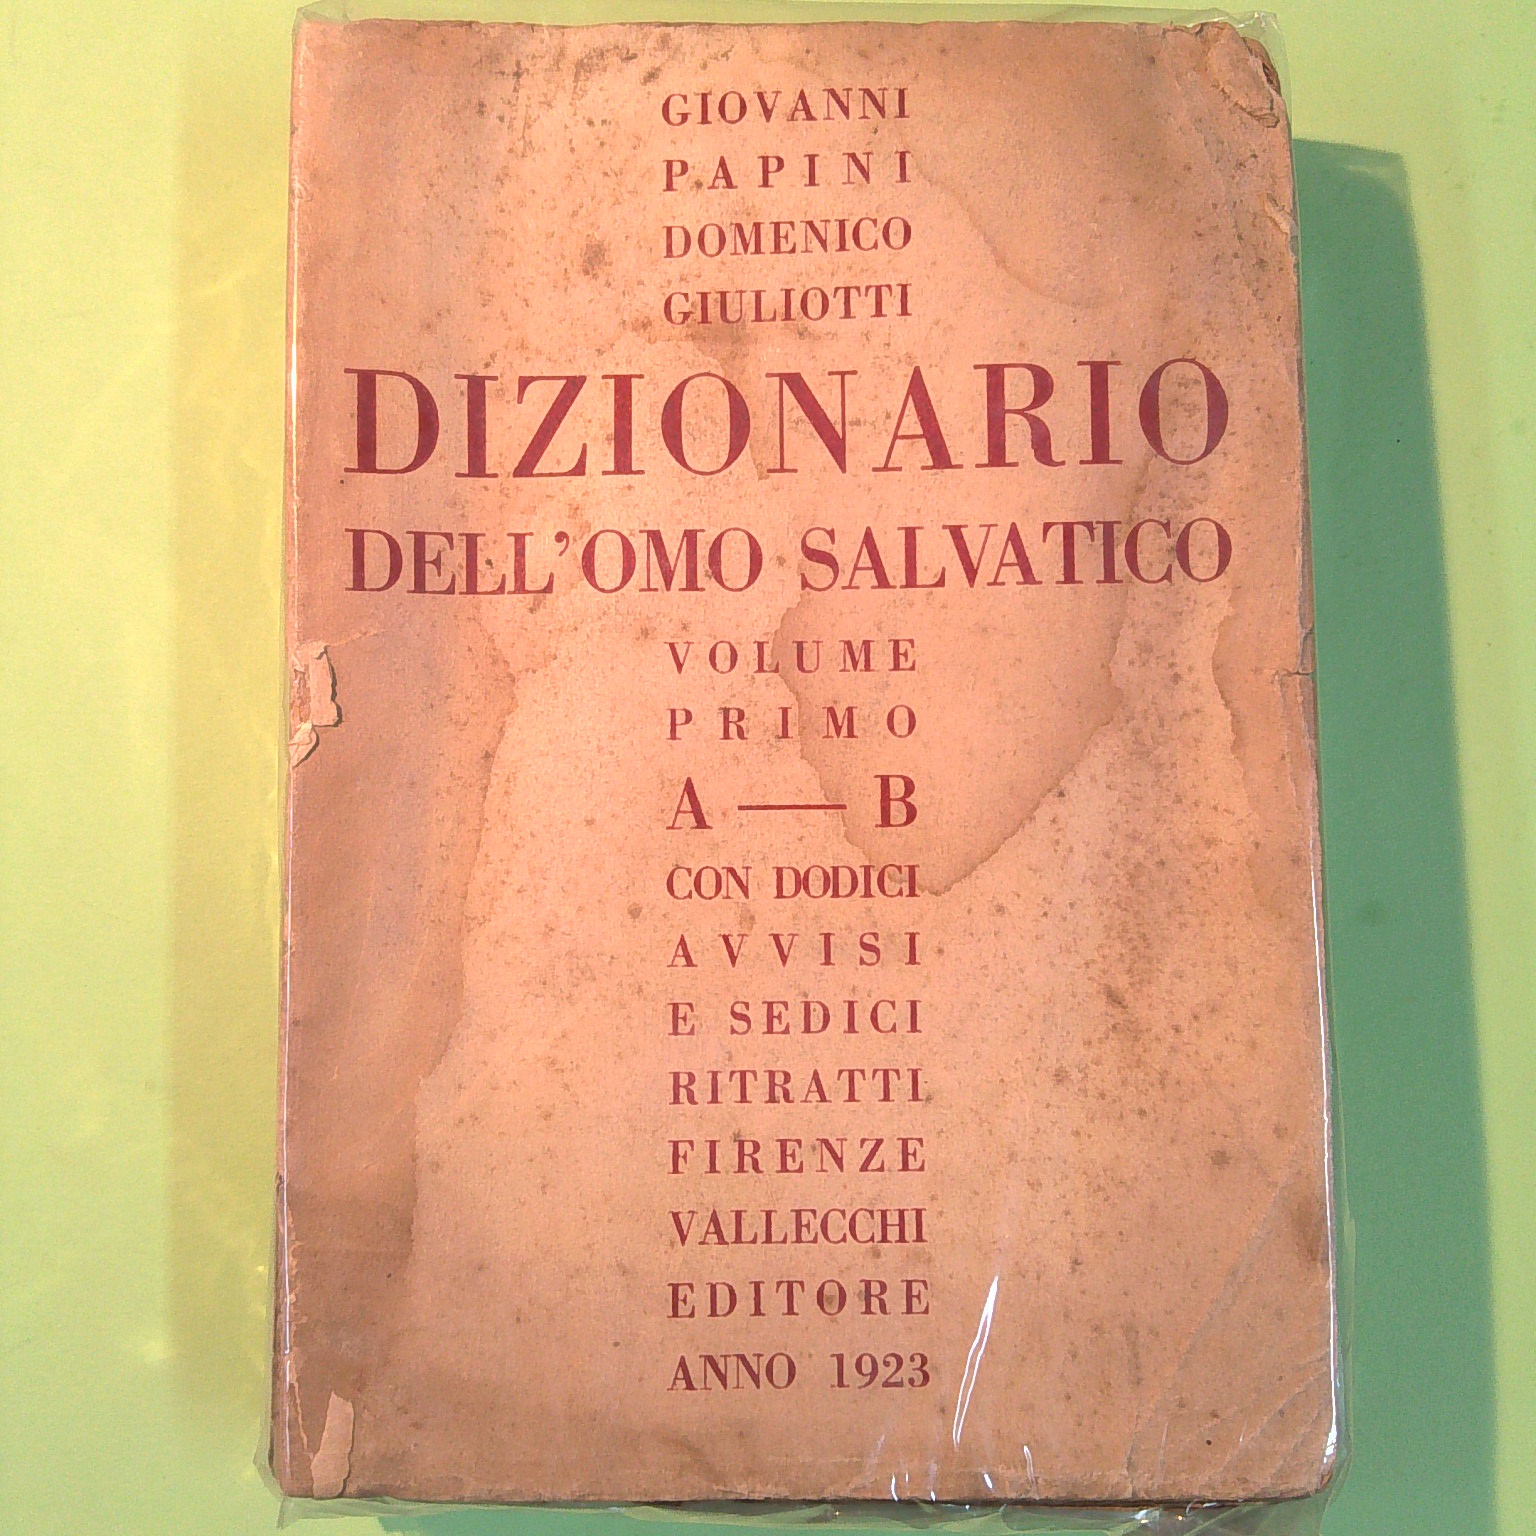 GIOVANNI
PAPINI
DOMENICO
GIULIOTTI
DIZIONARIO
DELL'OMO SALVATICO
VOLUME
PRIMO
A — B
CON DODICI
AVVISI
E SEDICI
RITRATTI
FIRENZE
VALLECCHI
EDITORE
ANNO 1923